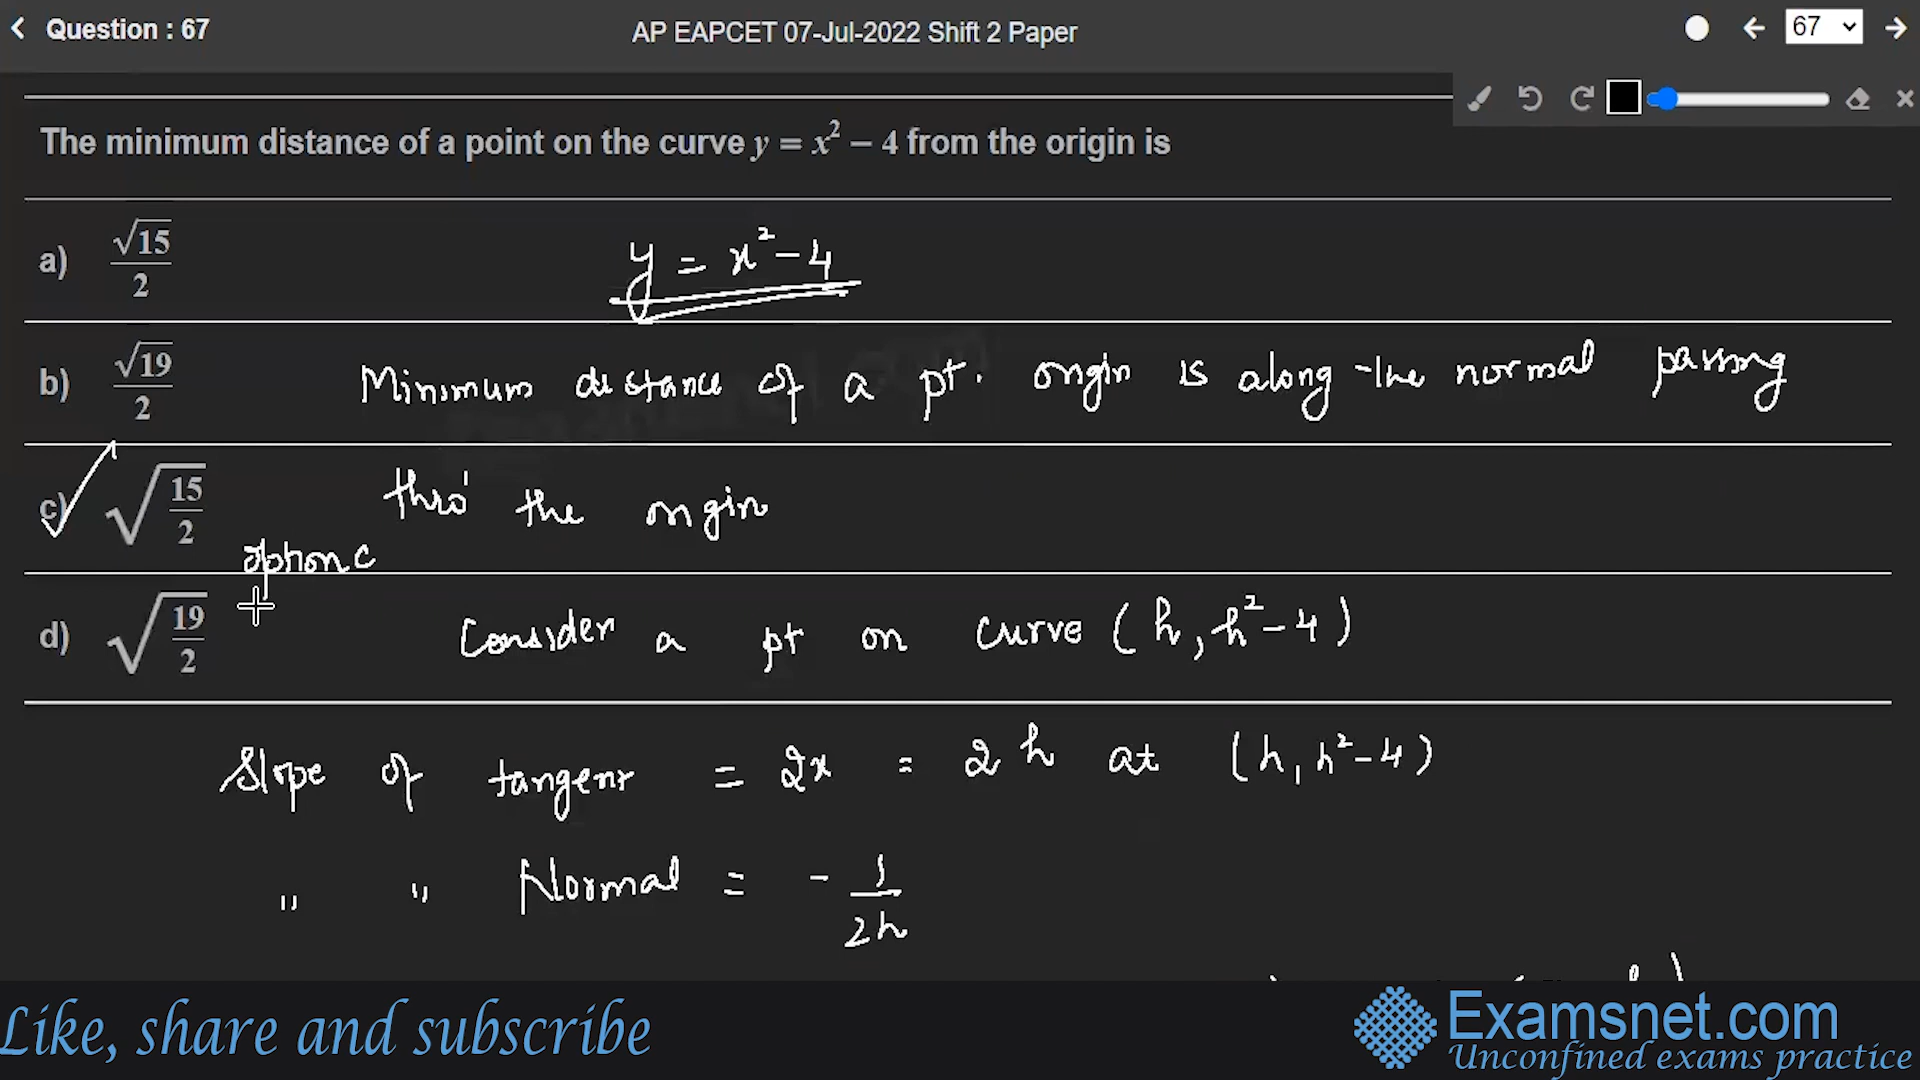 Question : 67
AP EAPCET 07-Jul-2022 Shift 2 Paper
67
The minimum distance of a point on the curve y = x² − 4 from the origin is
a) √15/2
y = x² − 4
b) √19/2
Minimum distance of a pt. origin is along the normal passing
c) √(15/2)
thro' the origin
option c
d) √(19/2)
Consider a pt on curve (h, h² − 4)
Slope of tangent = 2x = 2h at (h, h² − 4)
" " Normal = − 1/2h
Like, share and subscribe
Examsnet.com
Unconfined exams practice